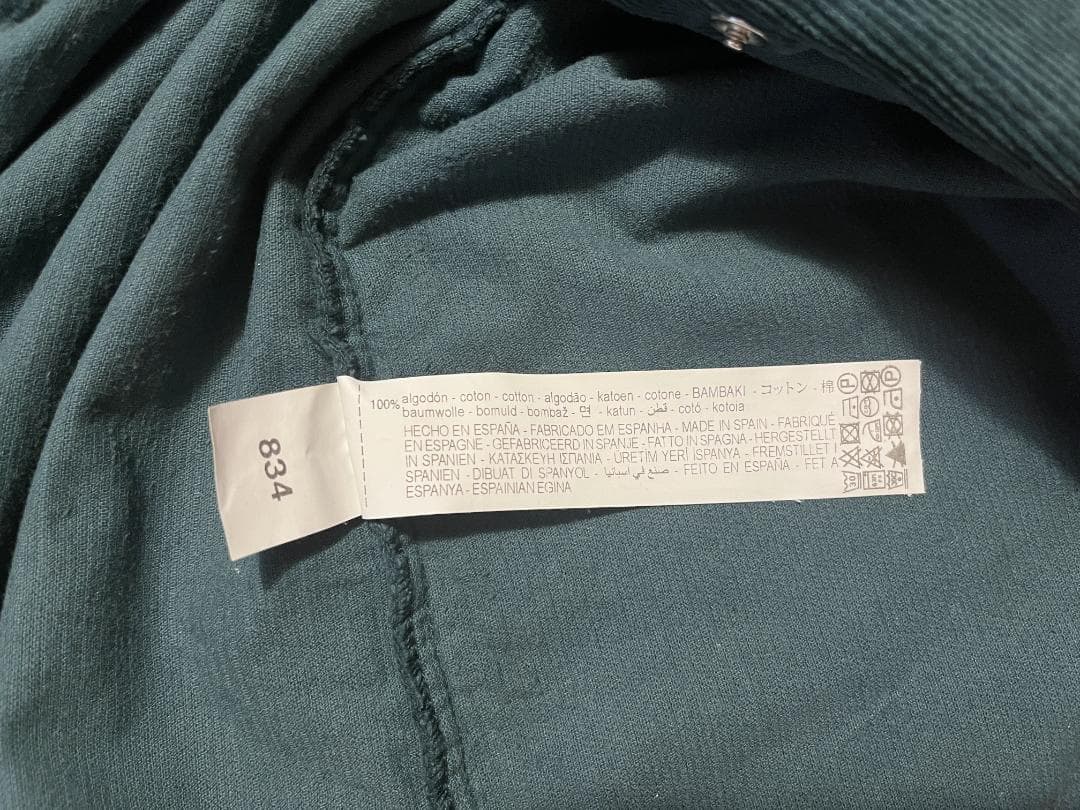 834
100% algodón - coton - cotton - algodão - katoen - cotone - BAMBAKI - コットン - 棉
baumwolle - bomuld - bombaž - 면 - katun - قطن - cotó - kotoia
HECHO EN ESPAÑA - FABRICADO EM ESPANHA - MADE IN SPAIN - FABRIQUÉ
EN ESPAGNE - GEFABRICEERD IN SPANJE - FATTO IN SPAGNA - HERGESTELLT
IN SPANIEN - ΚΑΤΑΣΚΕΥΗ ΙΣΠΑΝΙΑ - ÜRETİM YERİ İSPANYA - FREMSTILLET I
SPANIEN - DIBUAT DI SPANYOL - صنع في اسبانيا - FEITO EN ESPAÑA - FET A
ESPANYA - ESPAINIAN EGINA